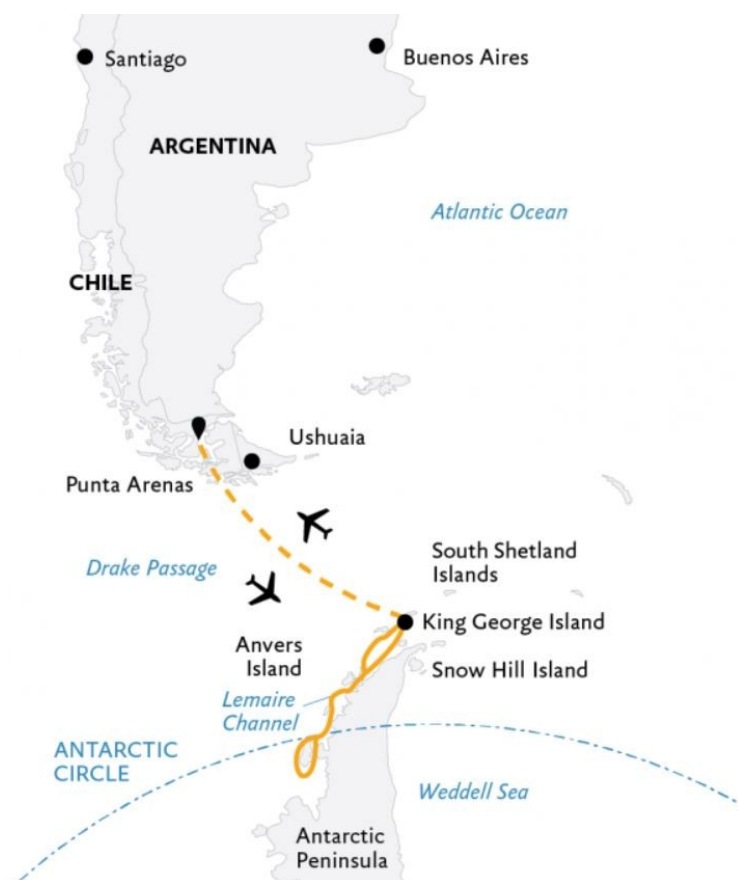 Santiago
Buenos Aires
ARGENTINA
Atlantic Ocean
CHILE
Ushuaia
Punta Arenas
Drake Passage
South Shetland
Islands
King George Island
Anvers
Island
Snow Hill Island
Lemaire
Channel
ANTARCTIC
CIRCLE
Weddell Sea
Antarctic
Peninsula